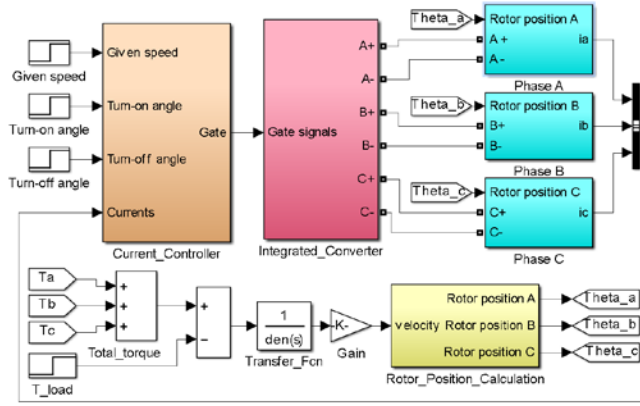 Given speed
Turn-on angle
Turn-off angle
Given speed
Turn-on angle
Turn-off angle
Currents
Gate
Current_Controller
Gate signals
A+
A-
B+
B-
C+
C-
Integrated_Converter
Theta_a
Rotor position A
A+
A-
ia
Phase A
Theta_b
Rotor position B
B+
B-
ib
Phase B
Theta_c
Rotor position C
C+
C-
ic
Phase C
Ta
Tb
Tc
+
+
+
Total_torque
T_load
+
−
1
den(s)
Transfer_Fcn
-K-
Gain
velocity
Rotor position A
Rotor position B
Rotor position C
Rotor_Position_Calculation
Theta_a
Theta_b
Theta_c